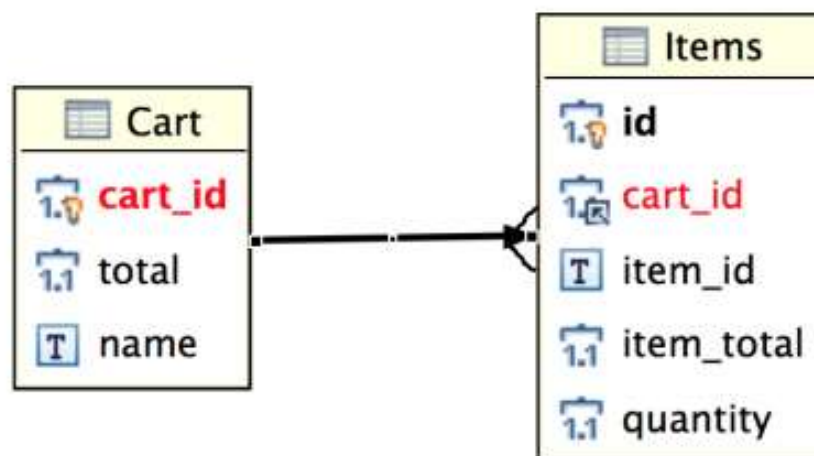 Cart
cart_id
total
name
Items
id
cart_id
item_id
item_total
quantity